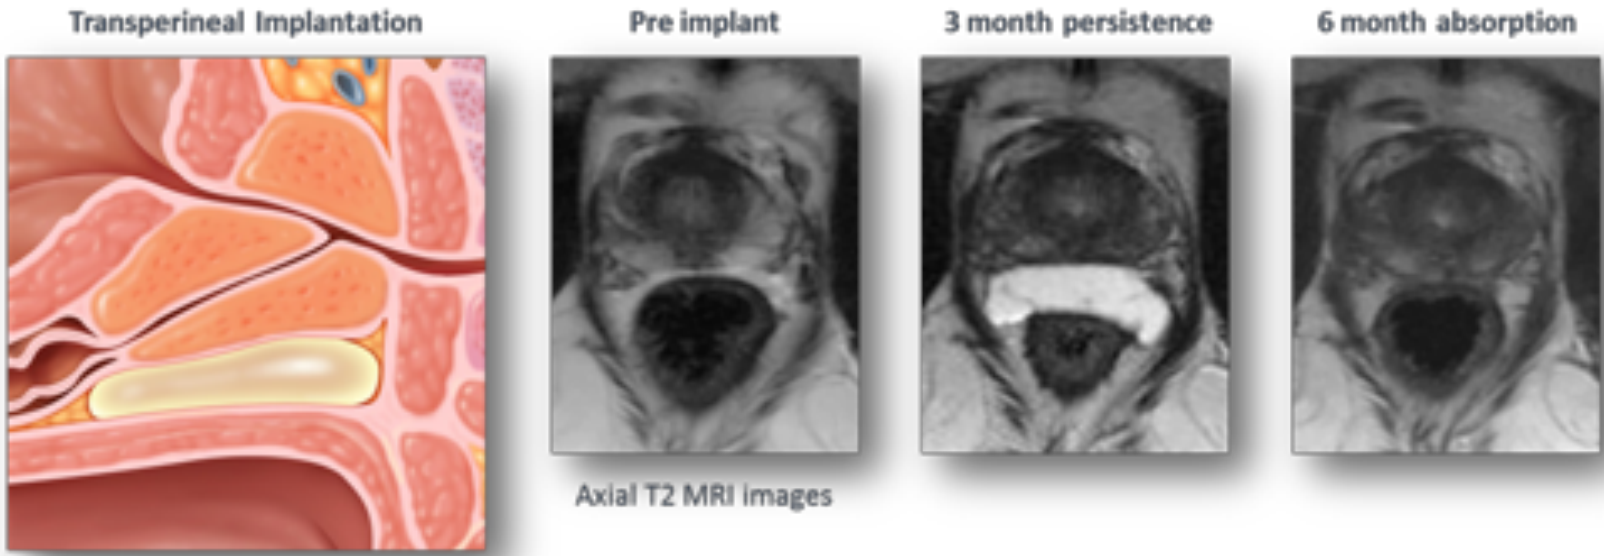 Transperineal Implantation
Pre implant
3 month persistence
6 month absorption
Axial T2 MRI images